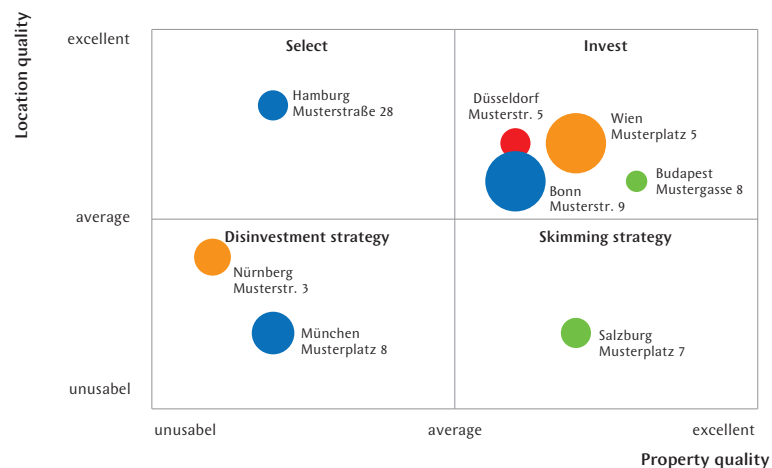 Location quality
excellent
Select
Invest
Hamburg
Musterstraße 28
Düsseldorf
Musterstr. 5
Wien
Musterplatz 5
Budapest
Mustergasse 8
Bonn
Musterstr. 9
average
Disinvestment strategy
Skimming strategy
Nürnberg
Musterstr. 3
München
Musterplatz 8
Salzburg
Musterplatz 7
unusabel
unusabel
average
excellent
Property quality